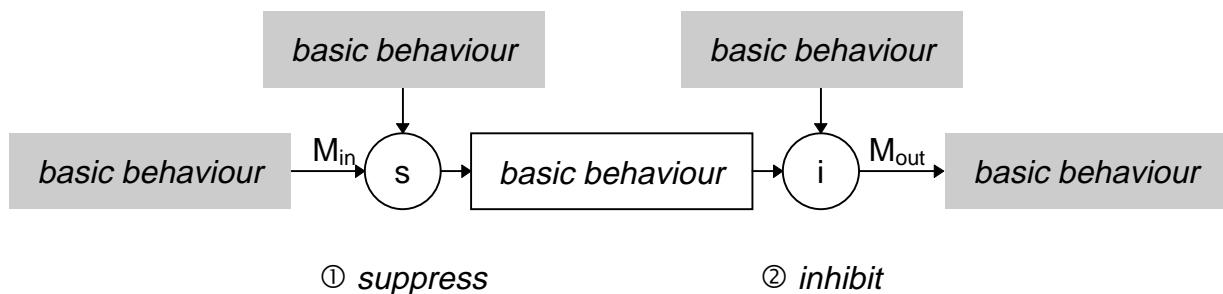 basic behaviour
basic behaviour
basic behaviour
M_in
s
basic behaviour
i
M_out
basic behaviour
① suppress
② inhibit